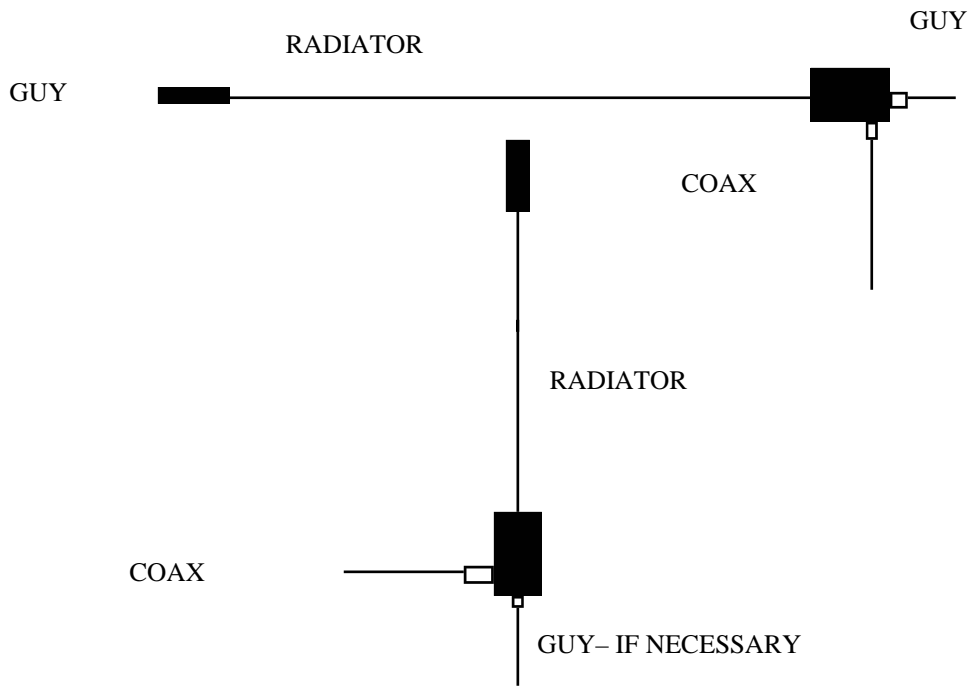 GUY
RADIATOR
GUY
COAX
RADIATOR
COAX
GUY– IF NECESSARY